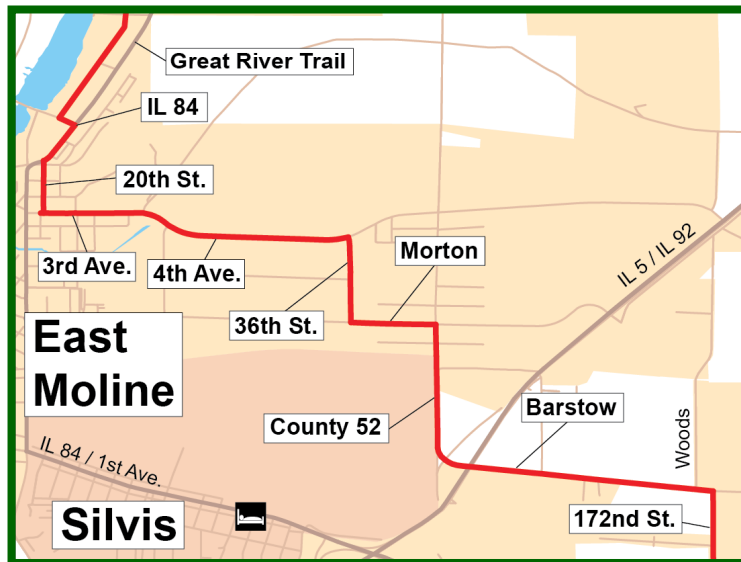 Great River Trail
IL 84
20th St.
3rd Ave.
4th Ave.
Morton
IL 5 / IL 92
36th St.
East
Moline
County 52
Barstow
Woods
IL 84 / 1st Ave.
Silvis
172nd St.